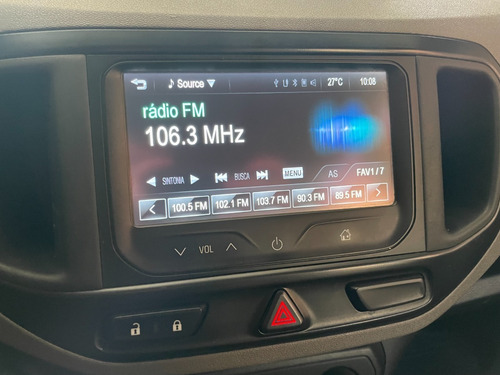 Source 27°C 10:08
rádio FM
106.3 MHz
SINTONIA BUSCA MENU AS FAV1/7
100.5 FM 102.1 FM 103.7 FM 90.3 FM 89.5 FM
VOL